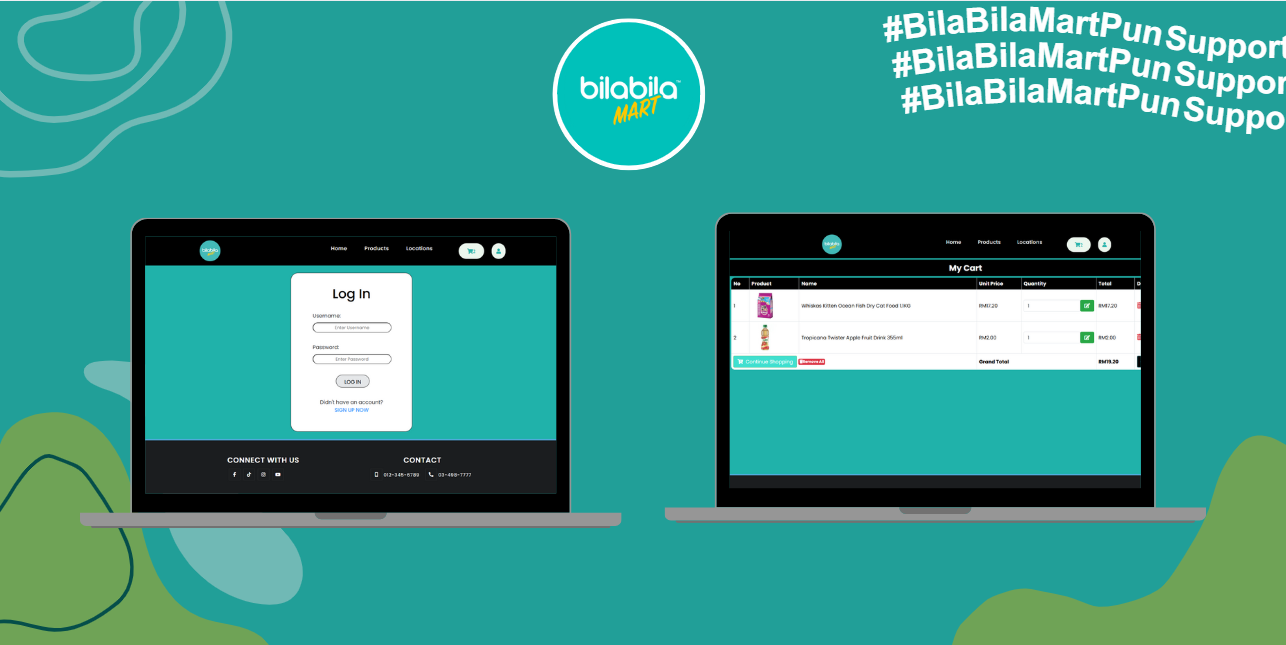 #BilaBilaMartPunSupport
#BilaBilaMartPunSuppor
#BilaBilaMartPunSuppo
bilabila™
MART
bilabila
Home Products Locations
Log In
Username:
Enter Username
Password:
Enter Password
LOG IN
Didn't have an account?
SIGN UP NOW
CONNECT WITH US CONTACT
012-345-6789 03-498-7777
bilabila
Home Products Locations
My Cart
No Product Name Unit Price Quantity Total D
1 Whiskas Kitten Ocean Fish Dry Cat Food 1.1KG RM17.20 1 RM17.20
2 Tropicana Twister Apple Fruit Drink 355ml RM2.00 1 RM2.00
Continue Shopping Remove All Grand Total RM19.20